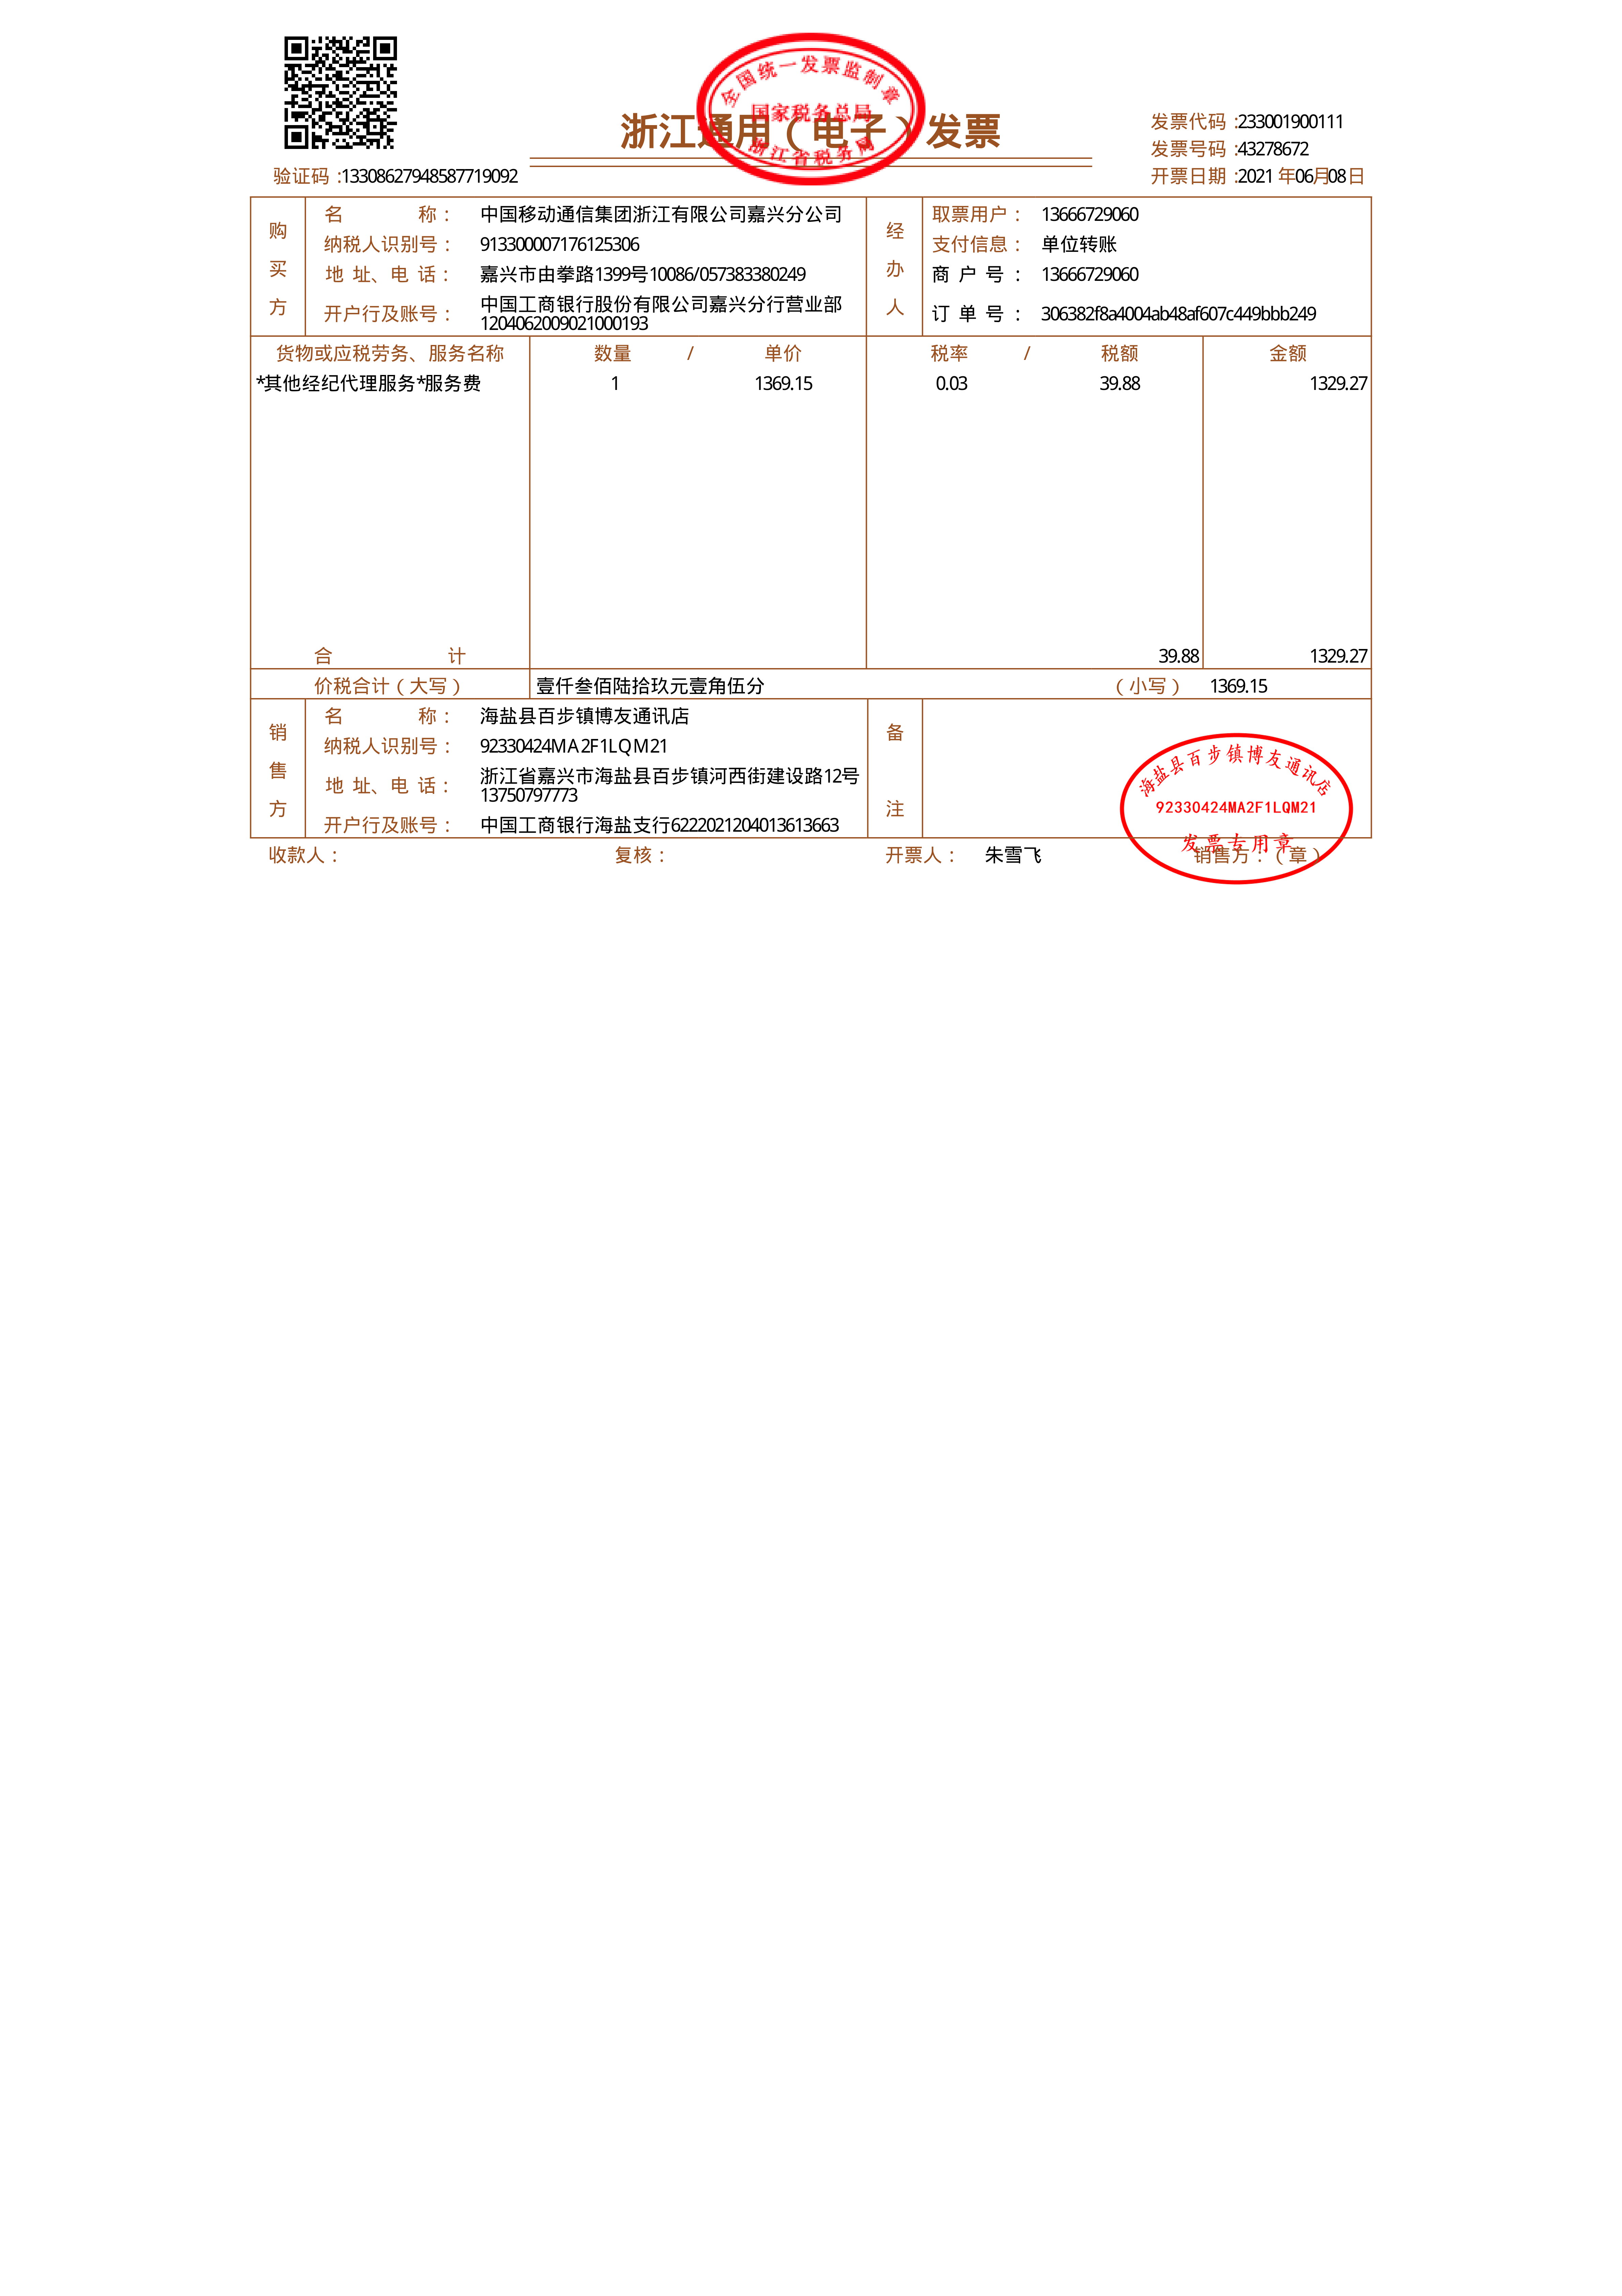 全国统一发票监制章
国家税务总局
浙江省税务局
浙江通用（电子）发票
发票代码：233001900111
发票号码：43278672
验证码：13308627948587719092
开票日期：2021 年06月08日
购买方
名 称：中国移动通信集团浙江有限公司嘉兴分公司
纳税人识别号：913300007176125306
地 址、电 话：嘉兴市由拳路1399号10086/057383380249
开户行及账号：中国工商银行股份有限公司嘉兴分行营业部
1204062009021000193
经办人
取票用户：13666729060
支付信息：单位转账
商 户 号：13666729060
订 单 号：306382f8a4004ab48af607c449bbb249
货物或应税劳务、服务名称 数量 / 单价 税率 / 税额 金额
*其他经纪代理服务*服务费 1 1369.15 0.03 39.88 1329.27
合 计 39.88 1329.27
价税合计（大写） 壹仟叁佰陆拾玖元壹角伍分 （小写） 1369.15
销售方
名 称：海盐县百步镇博友通讯店
纳税人识别号：92330424MA2F1LQM21
地 址、电 话：浙江省嘉兴市海盐县百步镇河西街建设路12号
13750797773
开户行及账号：中国工商银行海盐支行6222021204013613663
备注
海盐县百步镇博友通讯店
92330424MA2F1LQM21
发票专用章
收款人： 复核： 开票人：朱雪飞 销售方：（章）